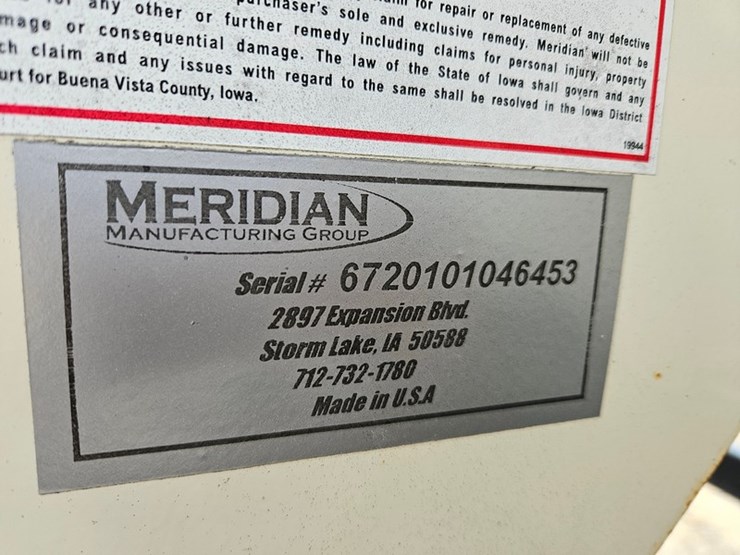 for repair or replacement of any defective
any other or further remedy including claims for personal injury, property
purchaser's sole and exclusive remedy. Meridian will not be
or consequential damage. The law of the State of Iowa shall govern and any
claim and any issues with regard to the same shall be resolved in the Iowa District
for Buena Vista County, Iowa.
19944
MERIDIAN
MANUFACTURING GROUP
Serial # 6720101046453
2897 Expansion Blvd.
Storm Lake, IA 50588
712-732-1780
Made in U.S.A